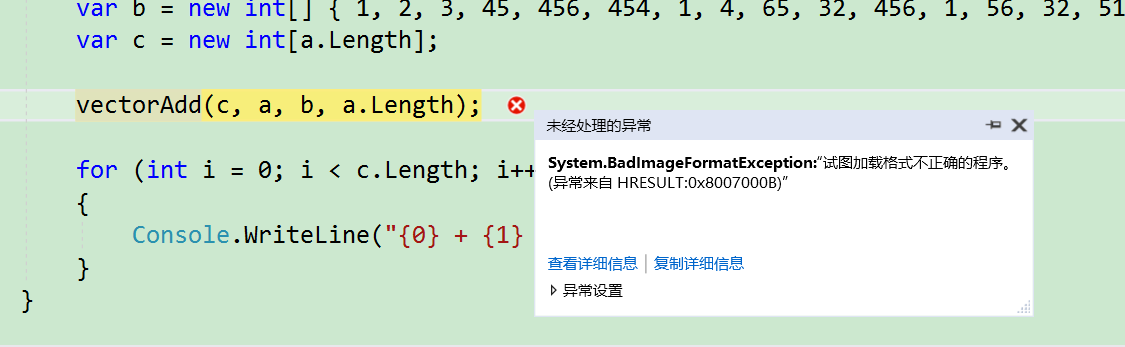 var b = new int[] { 1, 2, 3, 45, 456, 454, 1, 4, 65, 32, 456, 1, 56, 32, 51
var c = new int[a.Length];
vectorAdd(c, a, b, a.Length);
未经处理的异常
System.BadImageFormatException:“试图加载格式不正确的程序。
(异常来自 HRESULT:0x8007000B)”
查看详细信息 | 复制详细信息
异常设置
for (int i = 0; i < c.Length; i++
{
Console.WriteLine("{0} + {1}
}
}